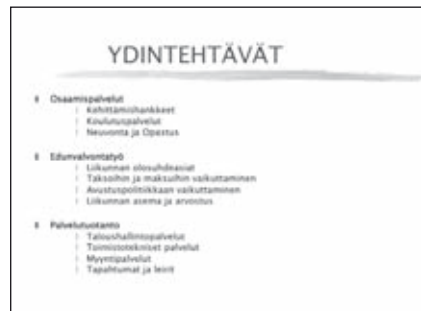 YDINTEHTÄVÄT
Osaamispalvelut
Kehittämishankkeet
Koulutuspalvelut
Neuvonta ja Opastus
Edunvalvontatyö
Liikunnan olosuhdeasiat
Taksoihin ja maksuihin vaikuttaminen
Avustuspolitiikkaan vaikuttaminen
Liikunnan asema ja arvostus
Palvelutuotanto
Taloushallintopalvelut
Toimistotekniset palvelut
Myyntipalvelut
Tapahtumat ja leirit